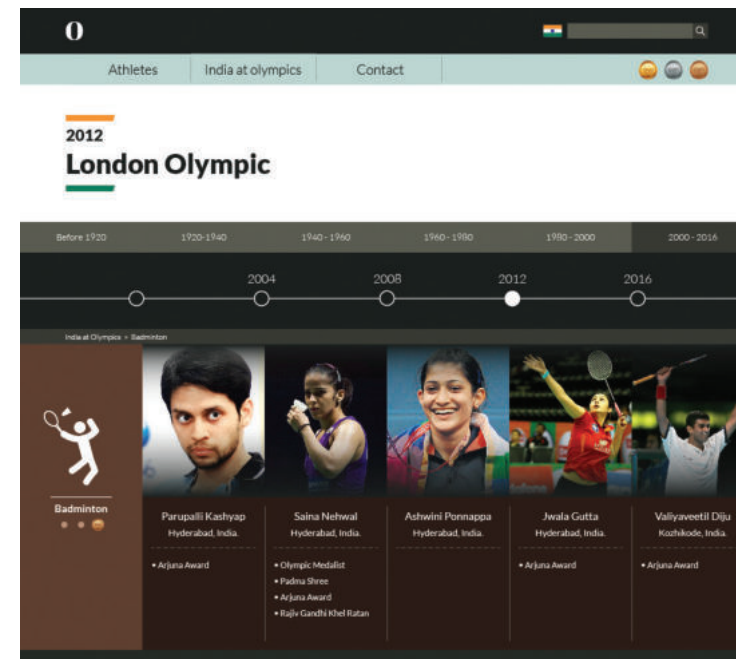 O
Athletes India at olympics Contact
2012
London Olympic
Before 1920 1920-1940 1940 - 1960 1960 - 1980 1980 - 2000 2000 - 2016
2004 2008 2012 2016
India at Olympics > Badminton
Badminton
Parupalli Kashyap
Hyderabad, India.
• Arjuna Award
Saina Nehwal
Hyderabad, India.
• Olympic Medalist
• Padma Shree
• Arjuna Award
• Rajiv Gandhi Khel Ratan
Ashwini Ponnappa
Hyderabad, India.
Jwala Gutta
Hyderabad, India.
• Arjuna Award
Valiyaveetil Diju
Kozhikode, India.
• Arjuna Award